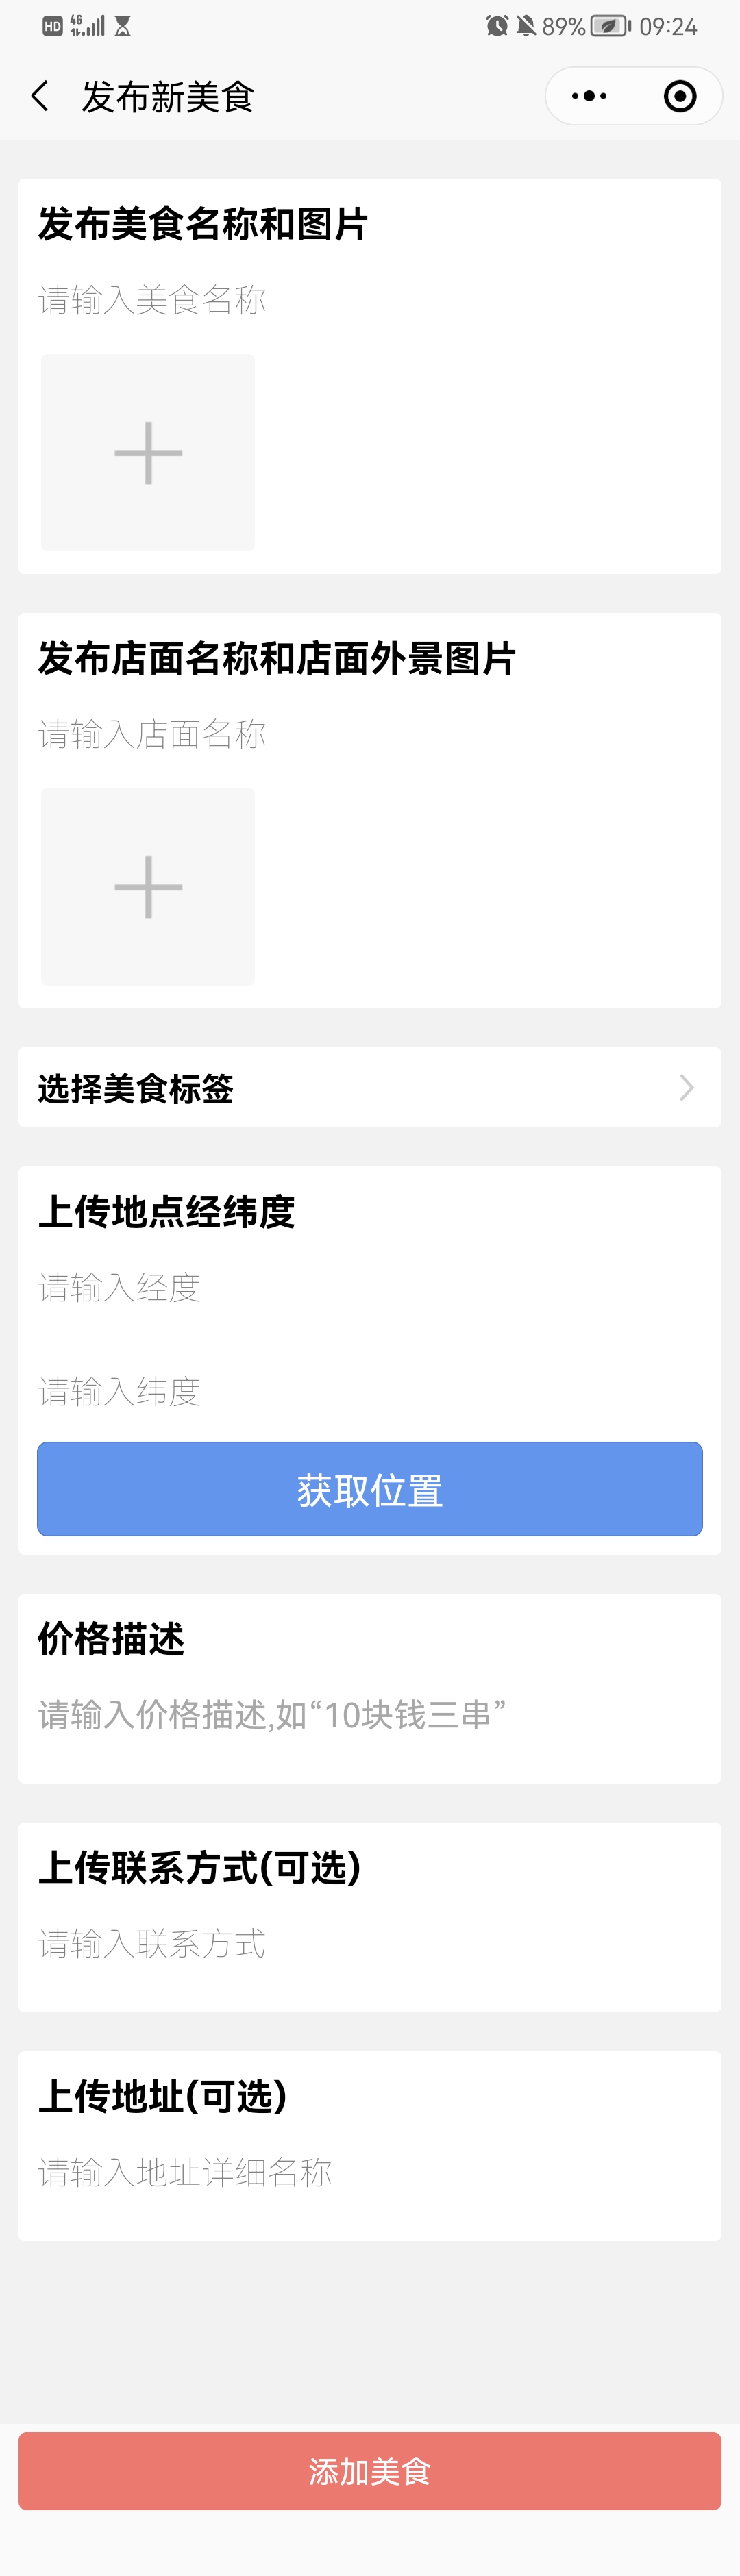 HD 4G 89% 09:24
发布新美食
发布美食名称和图片
请输入美食名称
发布店面名称和店面外景图片
请输入店面名称
选择美食标签
上传地点经纬度
请输入经度
请输入纬度
获取位置
价格描述
请输入价格描述,如“10块钱三串”
上传联系方式(可选)
请输入联系方式
上传地址(可选)
请输入地址详细名称
添加美食